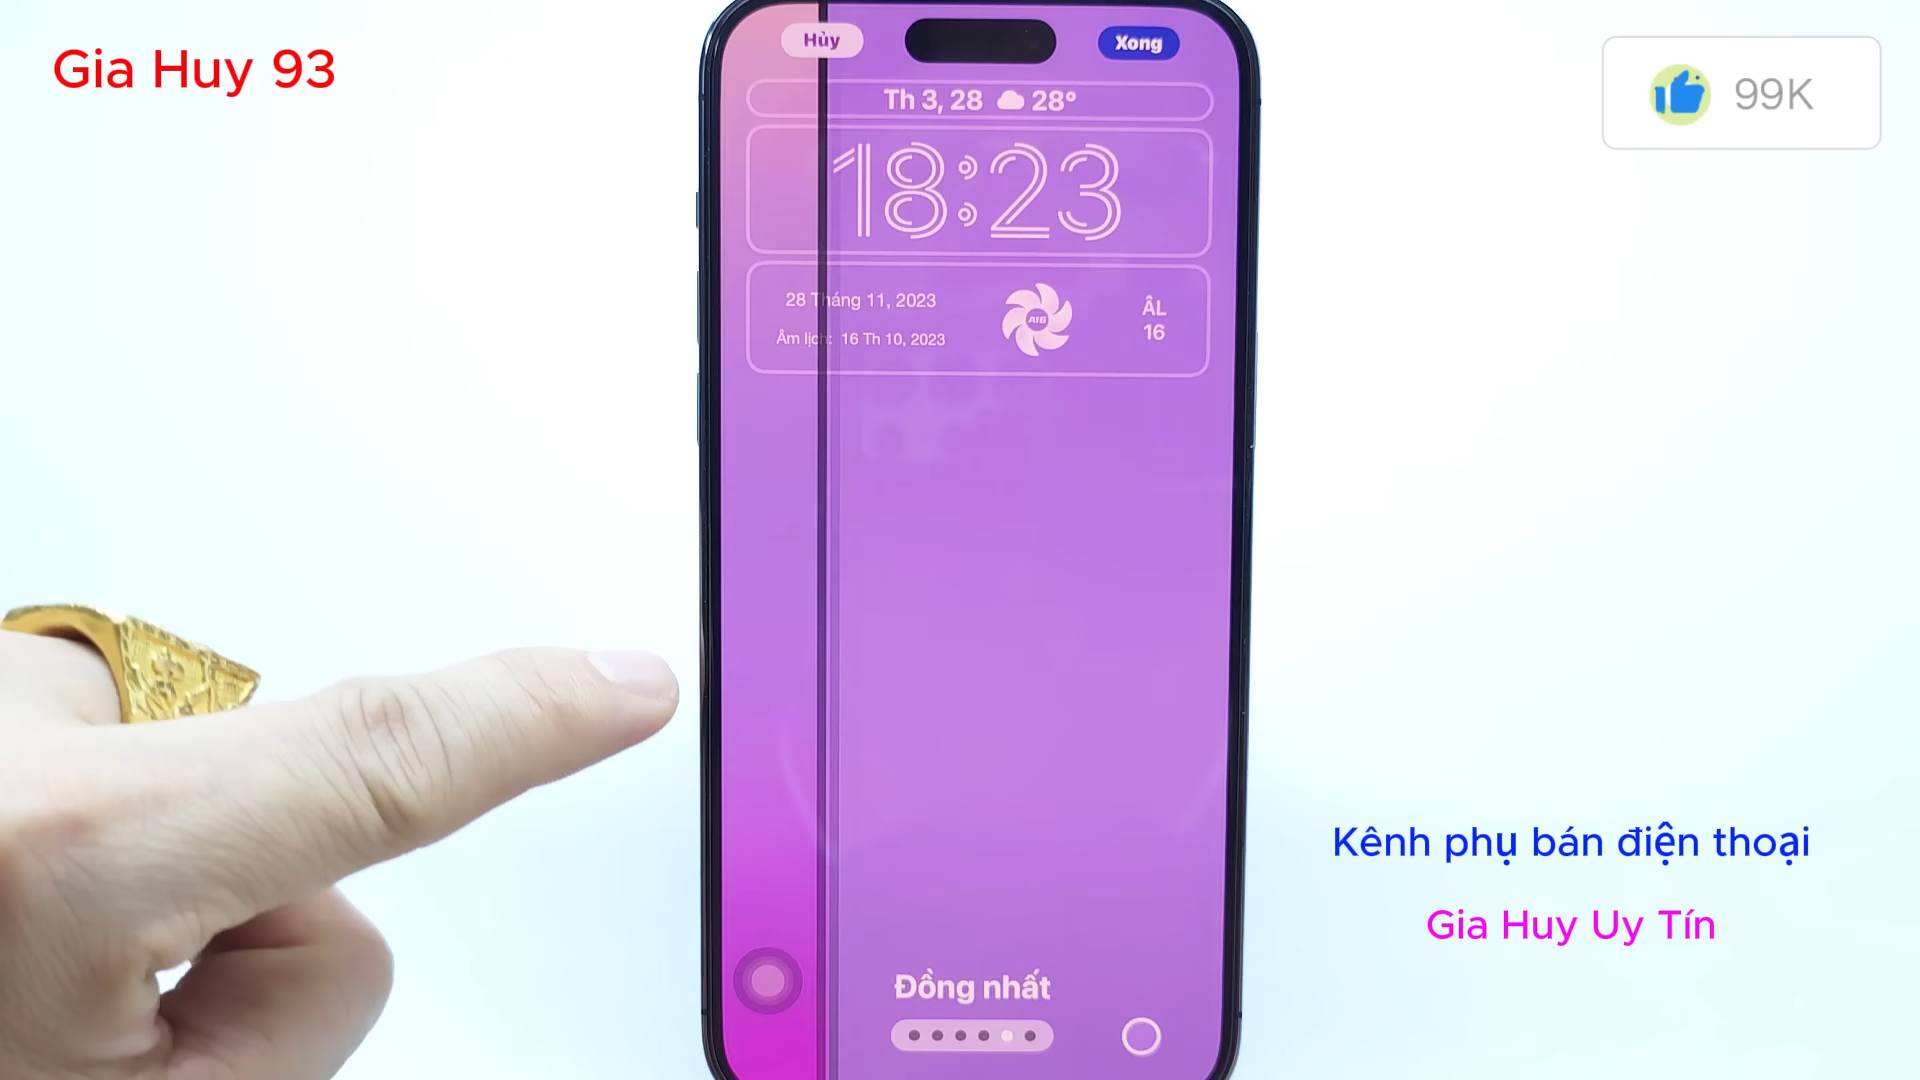 Gia Huy 93
99K
Hủy
Xong
Th 3, 28 28°
18:23
28 Tháng 11, 2023
Âm lịch: 16 Th 10, 2023
A16
ÂL
16
Kênh phụ bán điện thoại
Gia Huy Uy Tín
Đồng nhất